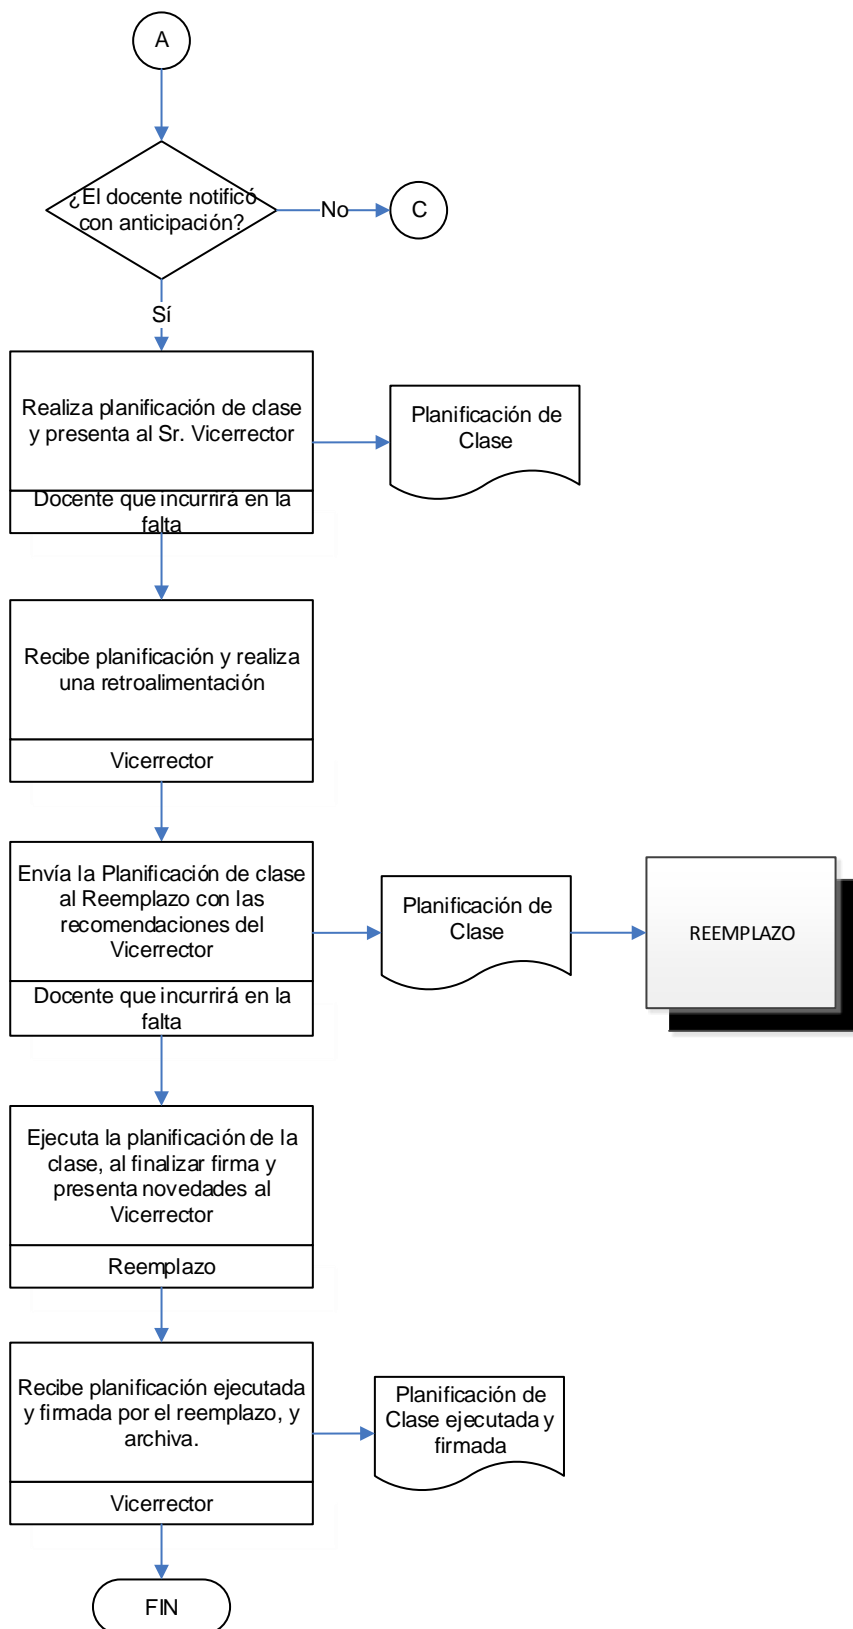 A
¿El docente notificó
con anticipación?
No
C
Sí
Realiza planificación de clase
y presenta al Sr. Vicerrector
Docente que incurrirá en la
falta
Planificación de
Clase
Recibe planificación y realiza
una retroalimentación
Vicerrector
Envía la Planificación de clase
al Reemplazo con las
recomendaciones del
Vicerrector
Docente que incurrirá en la
falta
Planificación de
Clase
REEMPLAZO
Ejecuta la planificación de la
clase, al finalizar firma y
presenta novedades al
Vicerrector
Reemplazo
Recibe planificación ejecutada
y firmada por el reemplazo, y
archiva.
Vicerrector
Planificación de
Clase ejecutada y
firmada
FIN